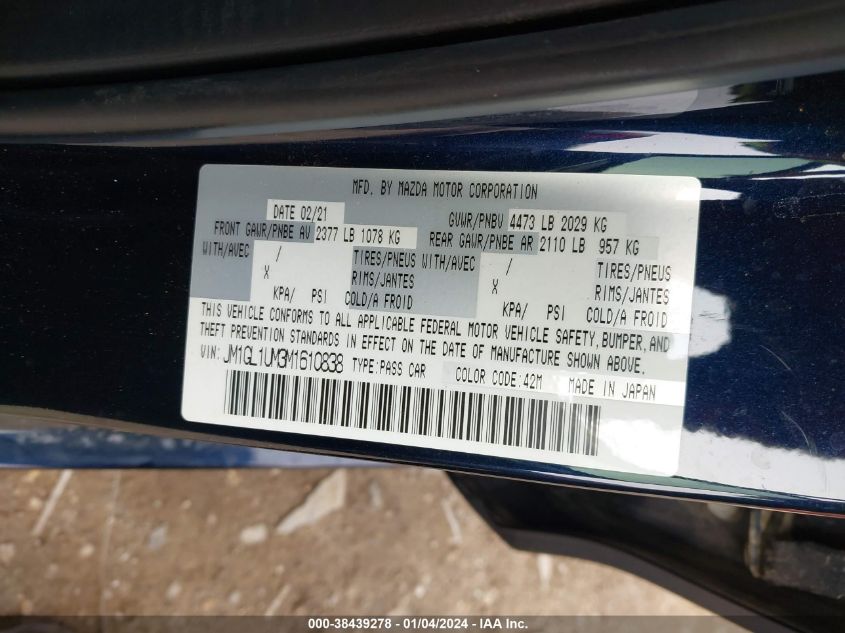 MFD. BY MAZDA MOTOR CORPORATION
DATE 02/21 GVWR/PNBV 4473 LB 2029 KG
FRONT GAWR/PNBE AV 2377 LB 1078 KG REAR GAWR/PNBE AR 2110 LB 957 KG
WITH/AVEC / TIRES/PNEUS WITH/AVEC / TIRES/PNEUS
X RIMS/JANTES X RIMS/JANTES
KPA/ PSI COLD/A FROID KPA/ PSI COLD/A FROID
THIS VEHICLE CONFORMS TO ALL APPLICABLE FEDERAL MOTOR VEHICLE SAFETY, BUMPER, AND
THEFT PREVENTION STANDARDS IN EFFECT ON THE DATE OF MANUFACTURE SHOWN ABOVE.
VIN: JM1GL1UM3M1610838 TYPE:PASS CAR COLOR CODE:42M MADE IN JAPAN
000-38439278 - 01/04/2024 - © IAA, Inc.